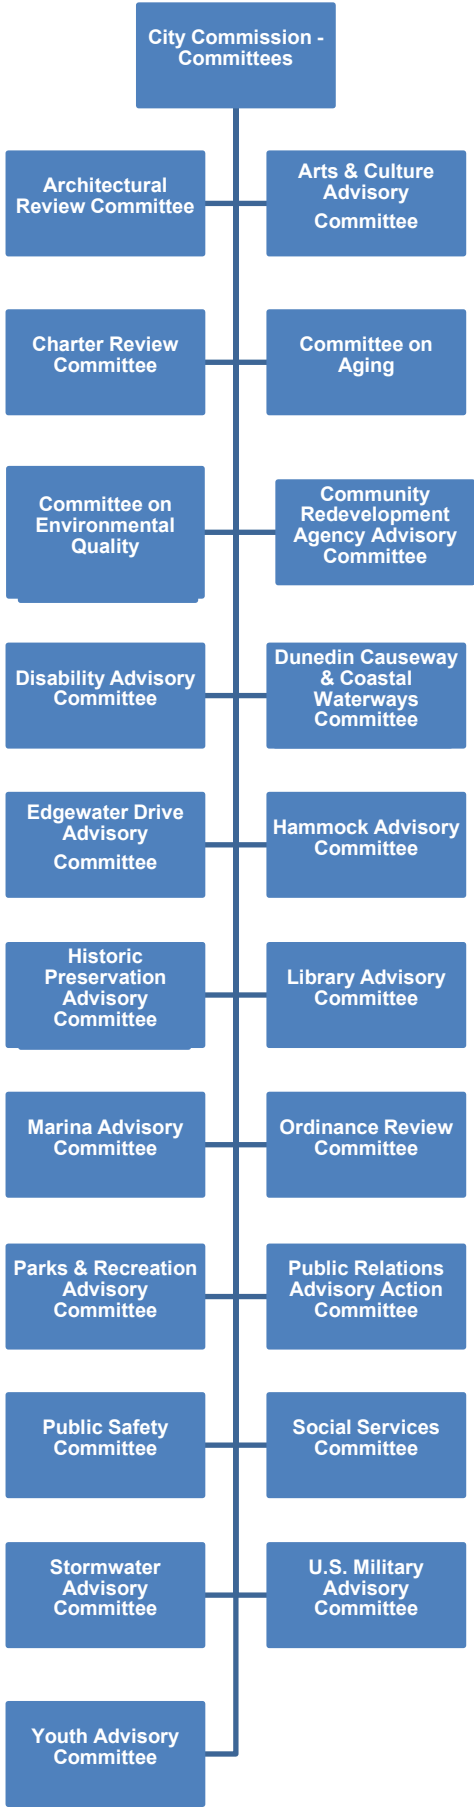 City Commission -
Committees
Architectural
Review Committee
Arts & Culture
Advisory
Committee
Charter Review
Committee
Committee on
Aging
Committee on
Environmental
Quality
Community
Redevelopment
Agency Advisory
Committee
Disability Advisory
Committee
Dunedin Causeway
& Coastal
Waterways
Committee
Edgewater Drive
Advisory
Committee
Hammock Advisory
Committee
Historic
Preservation
Advisory
Committee
Library Advisory
Committee
Marina Advisory
Committee
Ordinance Review
Committee
Parks & Recreation
Advisory
Committee
Public Relations
Advisory Action
Committee
Public Safety
Committee
Social Services
Committee
Stormwater
Advisory
Committee
U.S. Military
Advisory
Committee
Youth Advisory
Committee